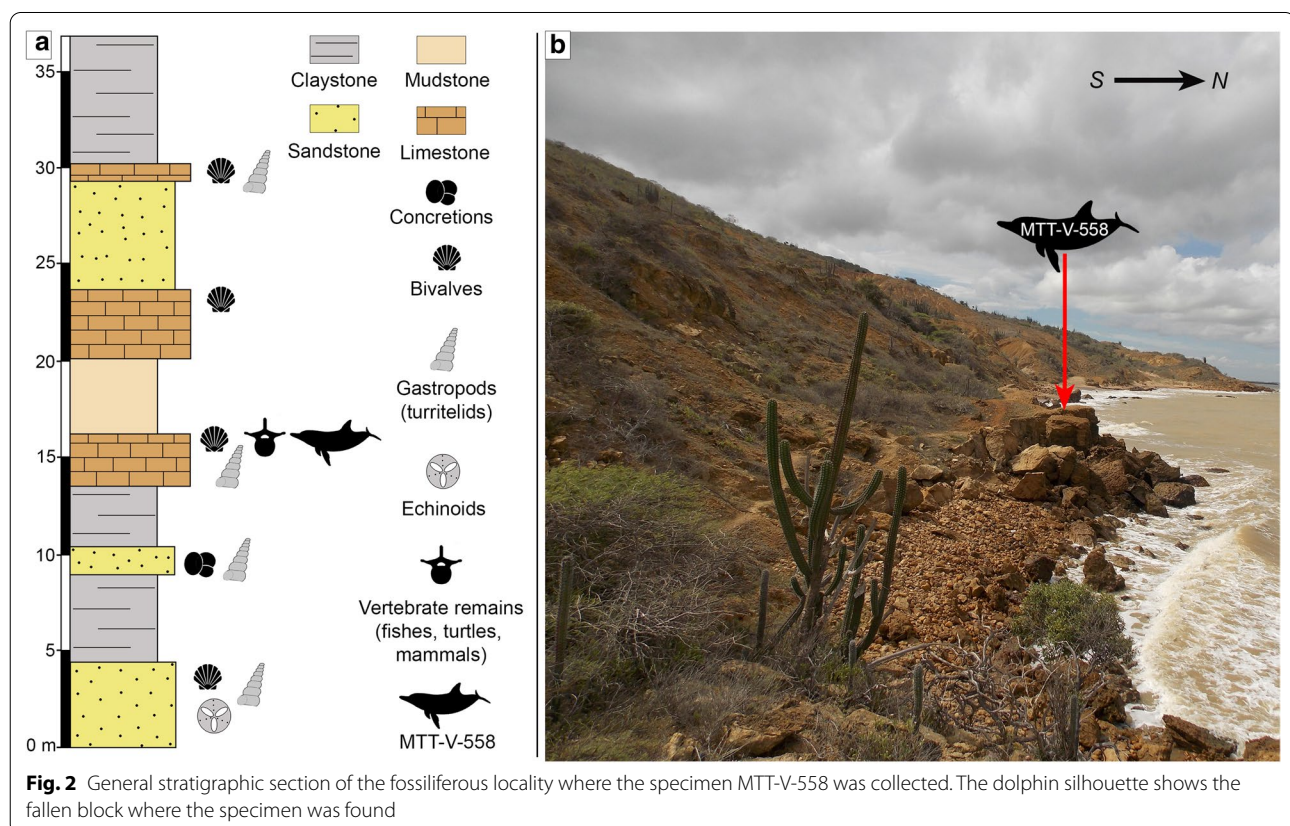 a
35
30
25
20
15
10
5
0 m
Claystone
Mudstone
Sandstone
Limestone
Concretions
Bivalves
Gastropods
(turritelids)
Echinoids
Vertebrate remains
(fishes, turtles,
mammals)
MTT-V-558
b
S
N
MTT-V-558
Fig. 2 General stratigraphic section of the fossiliferous locality where the specimen MTT-V-558 was collected. The dolphin silhouette shows the
fallen block where the specimen was found